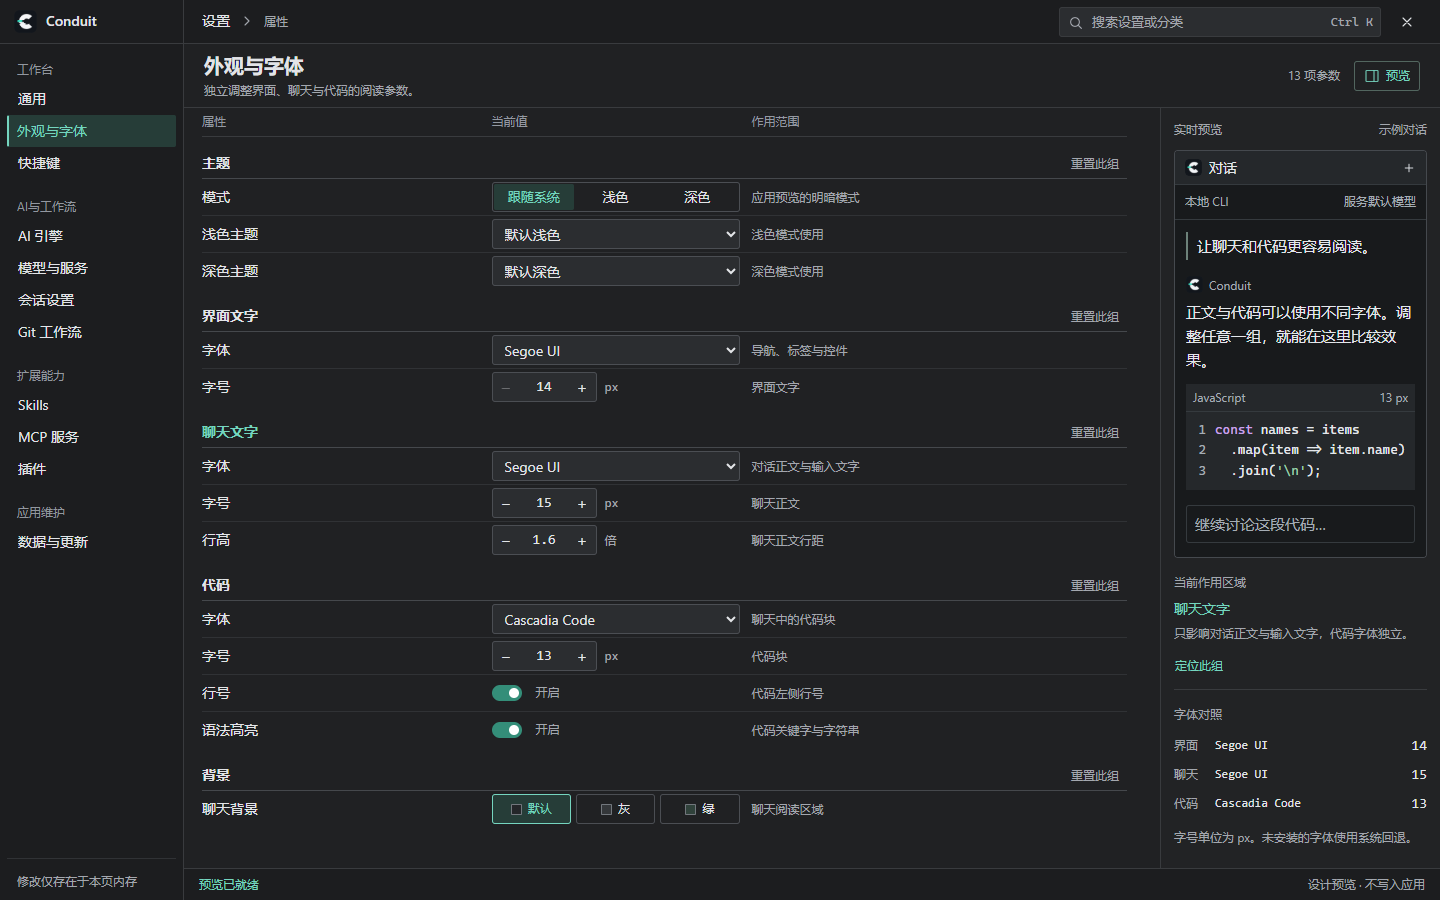 Conduit
设置 > 属性
搜索设置或分类 Ctrl K
工作台
通用
外观与字体
快捷键
AI与工作流
AI 引擎
模型与服务
会话设置
Git 工作流
扩展能力
Skills
MCP 服务
插件
应用维护
数据与更新
修改仅存在于本页内存
外观与字体
独立调整界面、聊天与代码的阅读参数。
13 项参数 预览
属性 当前值 作用范围
主题 重置此组
模式 跟随系统 浅色 深色 应用预览的明暗模式
浅色主题 默认浅色 浅色模式使用
深色主题 默认深色 深色模式使用
界面文字 重置此组
字体 Segoe UI 导航、标签与控件
字号 − 14 + px 界面文字
聊天文字 重置此组
字体 Segoe UI 对话正文与输入文字
字号 − 15 + px 聊天正文
行高 − 1.6 + 倍 聊天正文行距
代码 重置此组
字体 Cascadia Code 聊天中的代码块
字号 − 13 + px 代码块
行号 开启 代码左侧行号
语法高亮 开启 代码关键字与字符串
背景 重置此组
聊天背景 默认 灰 绿 聊天阅读区域
实时预览 示例对话
对话 +
本地 CLI 服务默认模型
让聊天和代码更容易阅读。
Conduit
正文与代码可以使用不同字体。调
整任意一组，就能在这里比较效
果。
JavaScript 13 px
1 const names = items
2 .map(item => item.name)
3 .join('\n');
继续讨论这段代码...
当前作用区域
聊天文字
只影响对话正文与输入文字，代码字体独立。
定位此组
字体对照
界面 Segoe UI 14
聊天 Segoe UI 15
代码 Cascadia Code 13
字号单位为 px。未安装的字体使用系统回退。
预览已就绪
设计预览 · 不写入应用